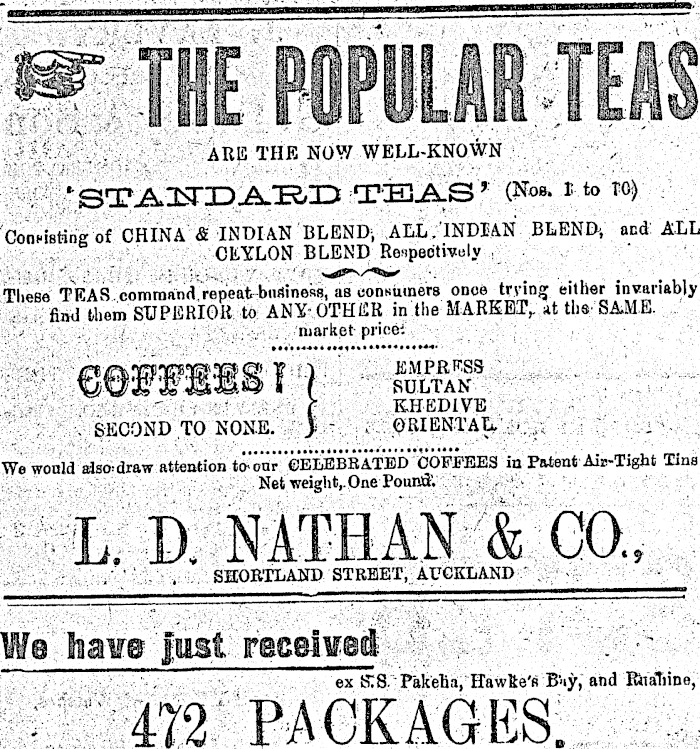 THE POPULAR TEAS
ARE THE NOW WELL-KNOWN
'STANDARD TEAS' (Nos. 1 to 10)
Consisting of CHINA & INDIAN BLEND, ALL INDIAN BLEND, and ALL
CEYLON BLEND Respectively
These TEAS command repeat business, as consumers once trying either invariably
find them SUPERIOR to ANY OTHER in the MARKET, at the SAME
market price.
COFFEES!
SECOND TO NONE.
EMPRESS
SULTAN
KHEDIVE
ORIENTAL
We would also draw attention to our CELEBRATED COFFEES in Patent Air-Tight Tins
Net weight, One Pound.
L. D. NATHAN & CO.,
SHORTLAND STREET, AUCKLAND
We have just received
ex S.S. Pakeha, Hawke's Bay, and Ruahine,
472 PACKAGES.